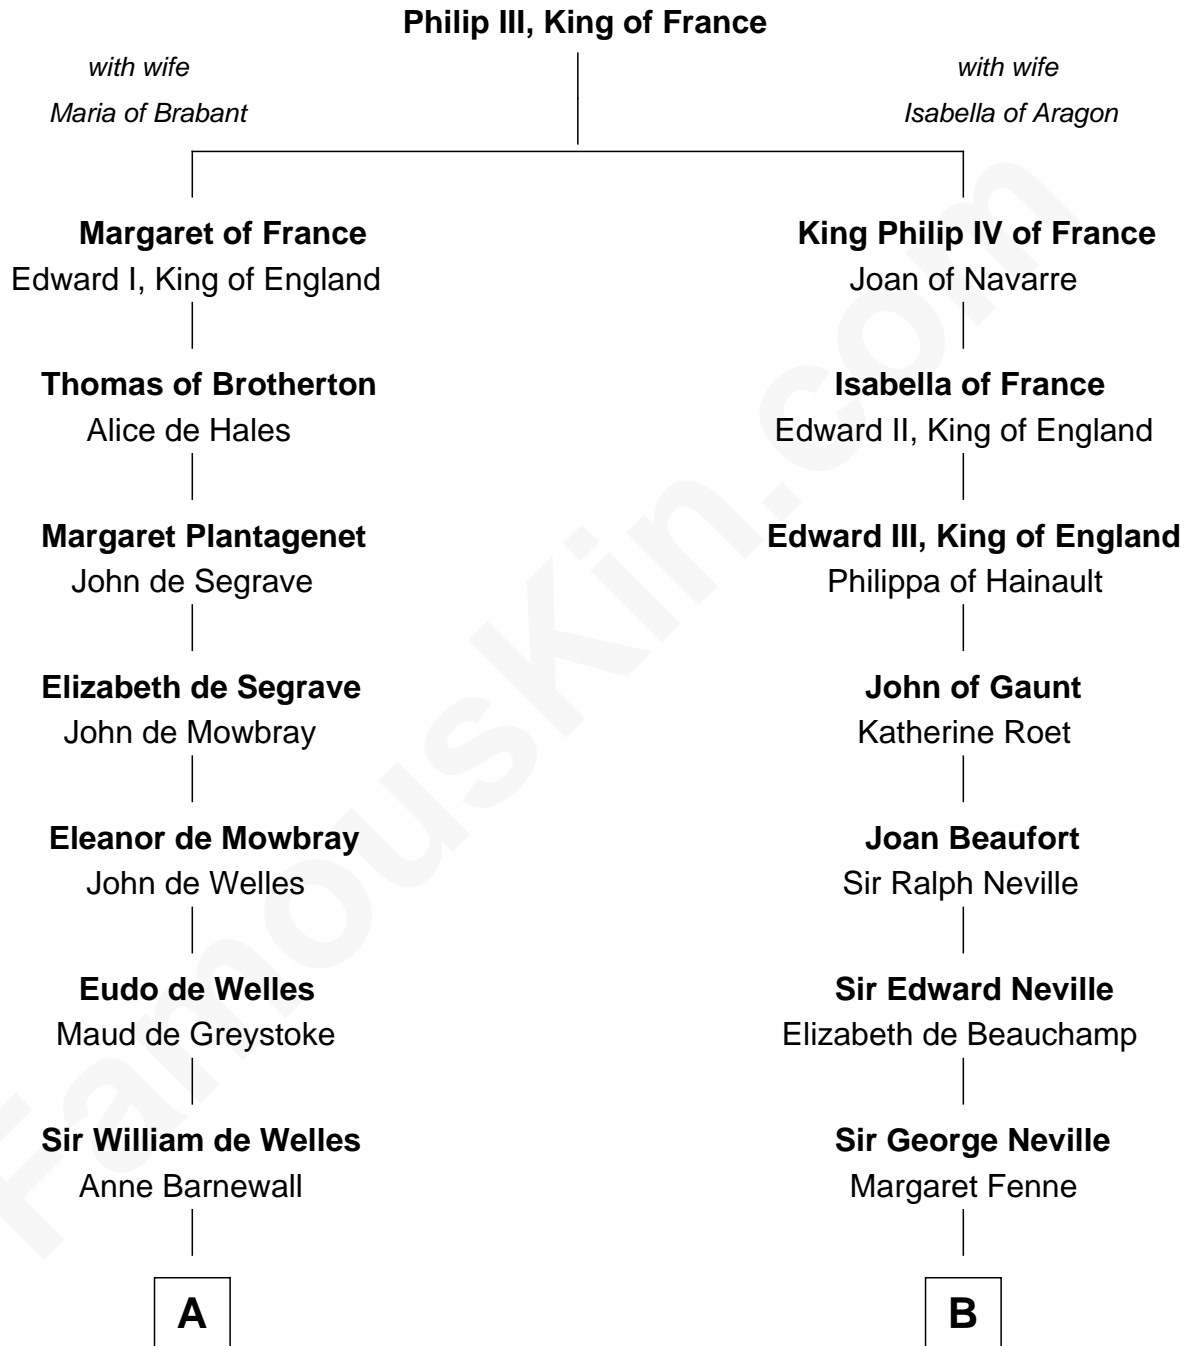 Philip III, King of France
with wife
Maria of Brabant
with wife
Isabella of Aragon
Margaret of France
Edward I, King of England
King Philip IV of France
Joan of Navarre
Thomas of Brotherton
Alice de Hales
Isabella of France
Edward II, King of England
Margaret Plantagenet
John de Segrave
Edward III, King of England
Philippa of Hainault
Elizabeth de Segrave
John de Mowbray
John of Gaunt
Katherine Roet
Eleanor de Mowbray
John de Welles
Joan Beaufort
Sir Ralph Neville
Eudo de Welles
Maud de Greystoke
Sir Edward Neville
Elizabeth de Beauchamp
Sir William de Welles
Anne Barnewall
Sir George Neville
Margaret Fenne
A
B
FamousKin.com